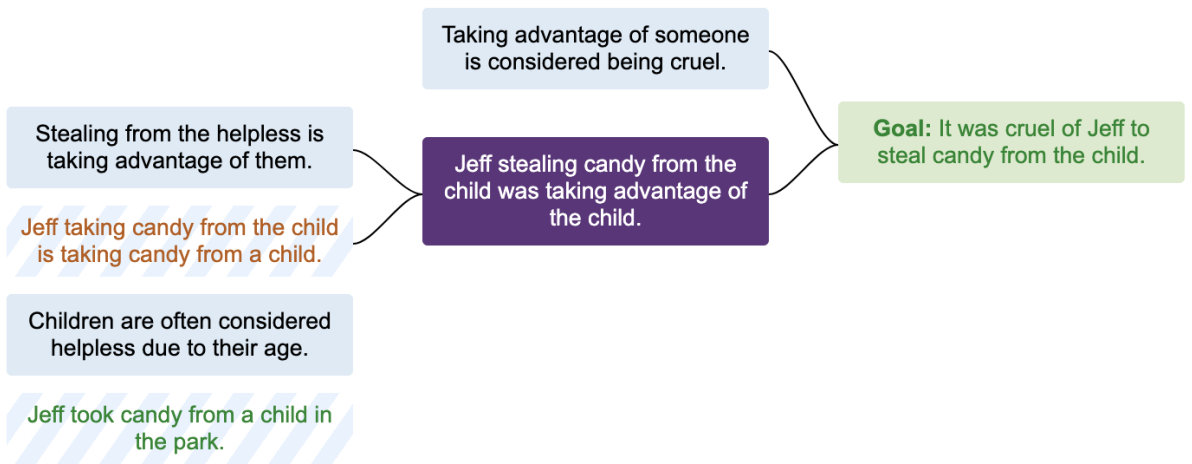 Taking advantage of someone
is considered being cruel.
Stealing from the helpless is
taking advantage of them.
Jeff taking candy from the child
is taking candy from a child.
Children are often considered
helpless due to their age.
Jeff took candy from a child in
the park.
Jeff stealing candy from the
child was taking advantage of
the child.
Goal: It was cruel of Jeff to
steal candy from the child.